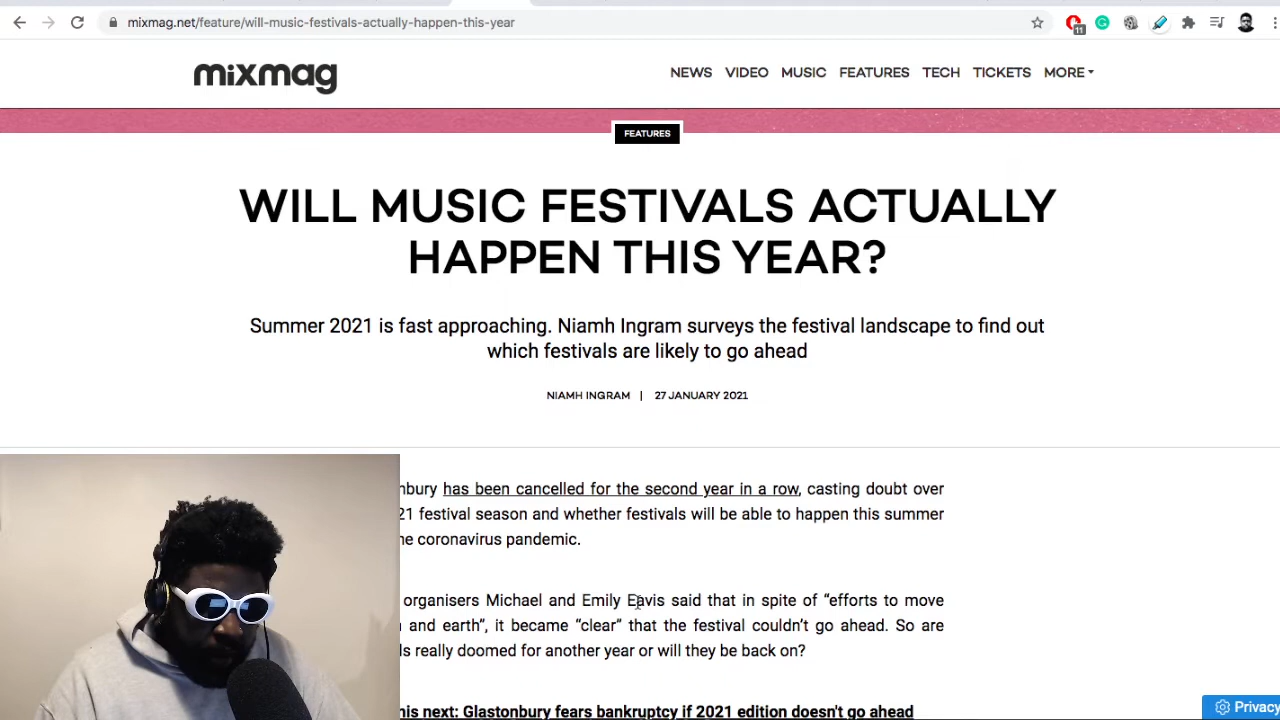 mixmag.net/feature/will-music-festivals-actually-happen-this-year
11
mixmag
NEWS VIDEO MUSIC FEATURES TECH TICKETS MORE
FEATURES
WILL MUSIC FESTIVALS ACTUALLY
HAPPEN THIS YEAR?
Summer 2021 is fast approaching. Niamh Ingram surveys the festival landscape to find out
which festivals are likely to go ahead
NIAMH INGRAM | 27 JANUARY 2021
has been cancelled for the second year in a row, casting doubt over
festival season and whether festivals will be able to happen this summer
coronavirus pandemic.
organisers Michael and Emily Eavis said that in spite of “efforts to move
and earth”, it became “clear” that the festival couldn’t go ahead. So are
really doomed for another year or will they be back on?
next: Glastonbury fears bankruptcy if 2021 edition doesn't go ahead
Privacy